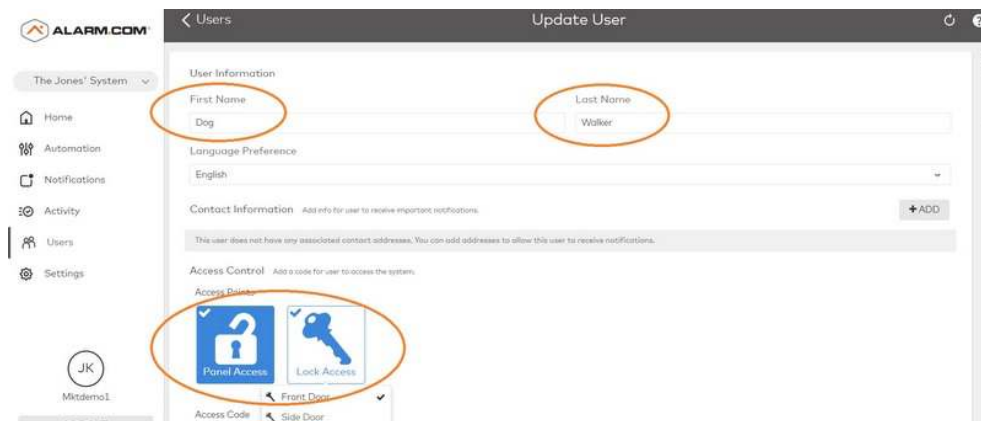 ALARM.COM
The Jones' System
Home
Automation
Notifications
Activity
Users
Settings
JK
Mktdemo1
Users
Update User
User Information
First Name
Last Name
Dog
Walker
Language Preference
English
Contact Information Add info for user to receive important notifications.
+ADD
This user does not have any associated contact addresses. You can add addresses to allow this user to receive notifications.
Access Control Add a code for user to access the system.
Access Points
Panel Access
Lock Access
Front Door
Access Code
Side Door